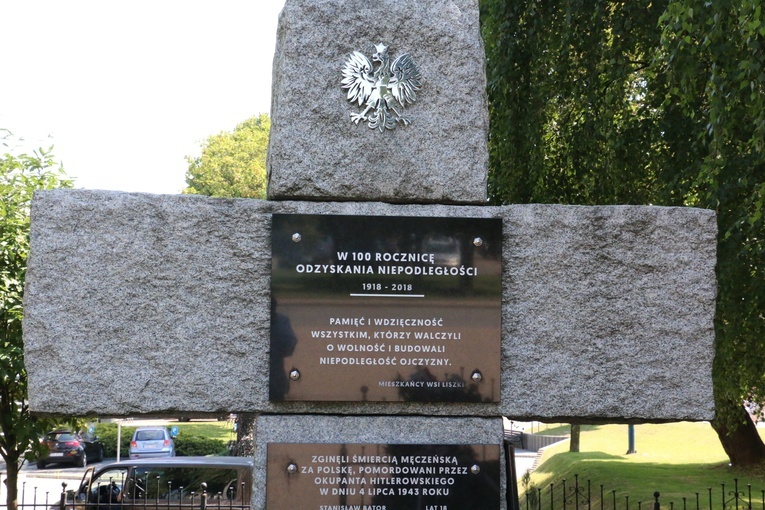 W 100 ROCZNICĘ
ODZYSKANIA NIEPODLEGŁOŚCI
1918 - 2018
PAMIĘĆ I WDZIĘCZNOŚĆ
WSZYSTKIM, KTÓRZY WALCZYLI
O WOLNOŚĆ I BUDOWALI
NIEPODLEGŁOŚĆ OJCZYZNY.
MIESZKAŃCY WSI LISZKI
ZGINĘLI ŚMIERCIĄ MĘCZEŃSKĄ
ZA POLSKĘ, POMORDOWANI PRZEZ
OKUPANTA HITLEROWSKIEGO
W DNIU 4 LIPCA 1943 ROKU
STANISŁAW BATOR LAT 18